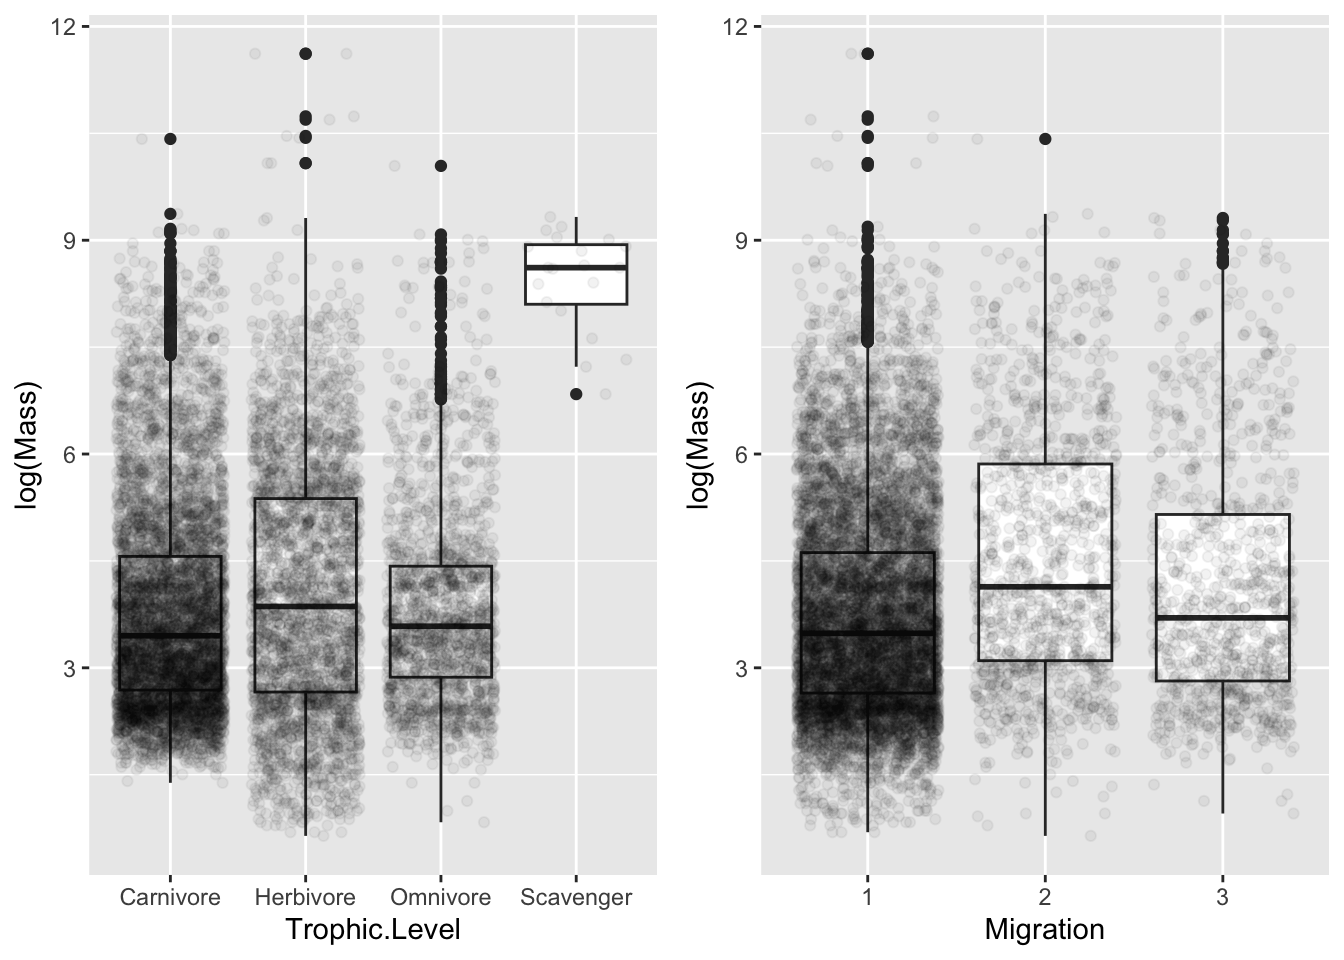 12
9
6
3
log(Mass)
Carnivore Herbivore Omnivore Scavenger
Trophic.Level
12
9
6
3
log(Mass)
1 2 3
Migration